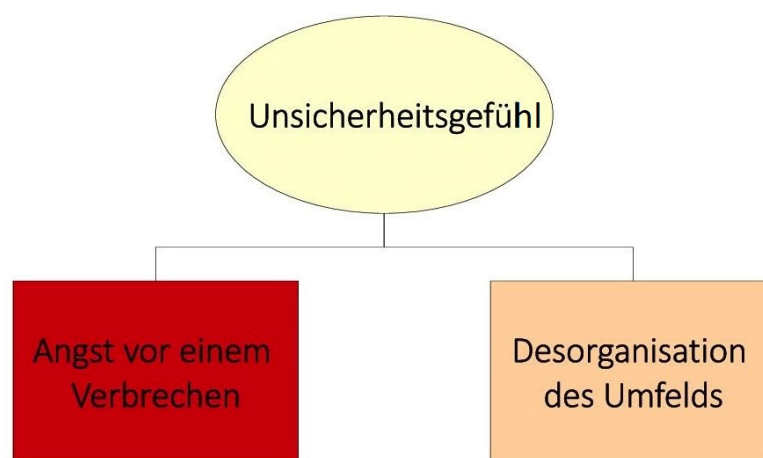 Unsicherheitsgefühl
Angst vor einem
Verbrechen
Desorganisation
des Umfelds